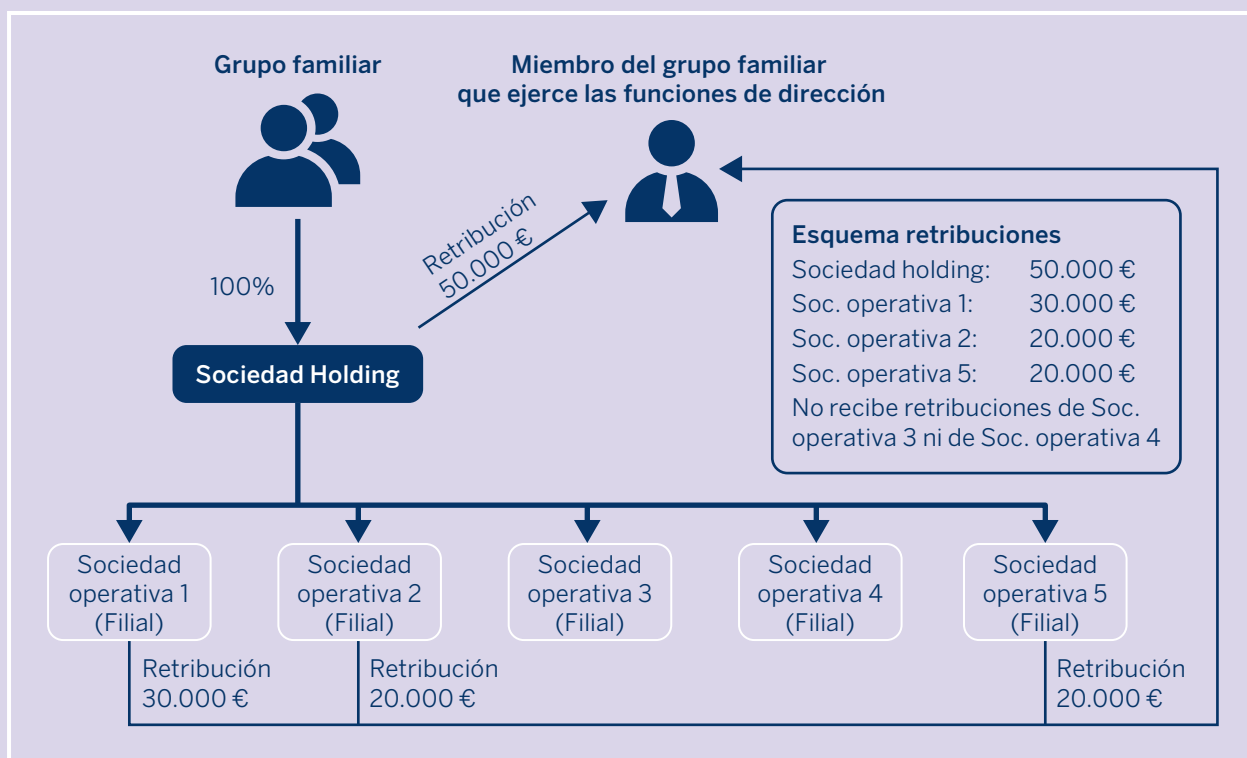 Grupo familiar
Miembro del grupo familiar
que ejerce las funciones de dirección
100%
Retribución
50.000 €
Sociedad Holding
Esquema retribuciones
Sociedad holding: 50.000 €
Soc. operativa 1: 30.000 €
Soc. operativa 2: 20.000 €
Soc. operativa 5: 20.000 €
No recibe retribuciones de Soc.
operativa 3 ni de Soc. operativa 4
Sociedad
operativa 1
(Filial)
Sociedad
operativa 2
(Filial)
Sociedad
operativa 3
(Filial)
Sociedad
operativa 4
(Filial)
Sociedad
operativa 5
(Filial)
Retribución
30.000 €
Retribución
20.000 €
Retribución
20.000 €